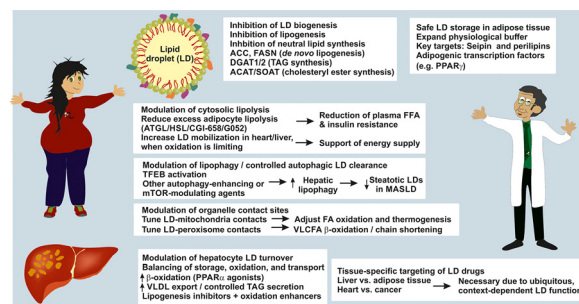 Lipid
droplet (LD)
Inhibition of LD biogenesis
Inhibition of lipogenesis
Inhbition of neutral lipid synthesis
ACC, FASN (de novo lipogenesis)
DGAT1/2 (TAG synthesis)
ACAT/SOAT (cholesteryl ester synthesis)
Safe LD storage in adipose tissue
Expand physiological buffer
Key targets: Seipin and perilipins
Adipogenic transcription factors
(e.g. PPARγ)
Modulation of cytosolic lipolysis
Reduce excess adipocyte lipolysis
(ATGL/HSL/CGI-658/G052)
Increase LD mobilization in heart/liver,
when oxidation is limiting
Reduction of plasma FFA
& insulin resistance
Support of energy supply
Modulation of lipophagy / controlled autophagic LD clearance
TFEB activation
Other autophagy-enhancing or
mTOR-modulating agents
↑ Hepatic
lipophagy
↓ Steatotic LDs
in MASLD
Modulation of organelle contact sites
Tune LD-mitochondria contacts → Adjust FA oxidation and thermogenesis
Tune LD-peroxisome contacts → VLCFA β-oxidation / chain shortening
Modulation of hepatocyte LD turnover
Balancing of storage, oxidation, and transport
↑ β-oxidation (PPARα agonists)
↑ VLDL export / controlled TAG secretion
Lipogenesis inhibitors + oxidation enhancers
Tissue-specific targeting of LD drugs
Liver vs. adipose tissue
Heart vs. cancer
Necessary due to ubiquitous,
context-dependent LD function